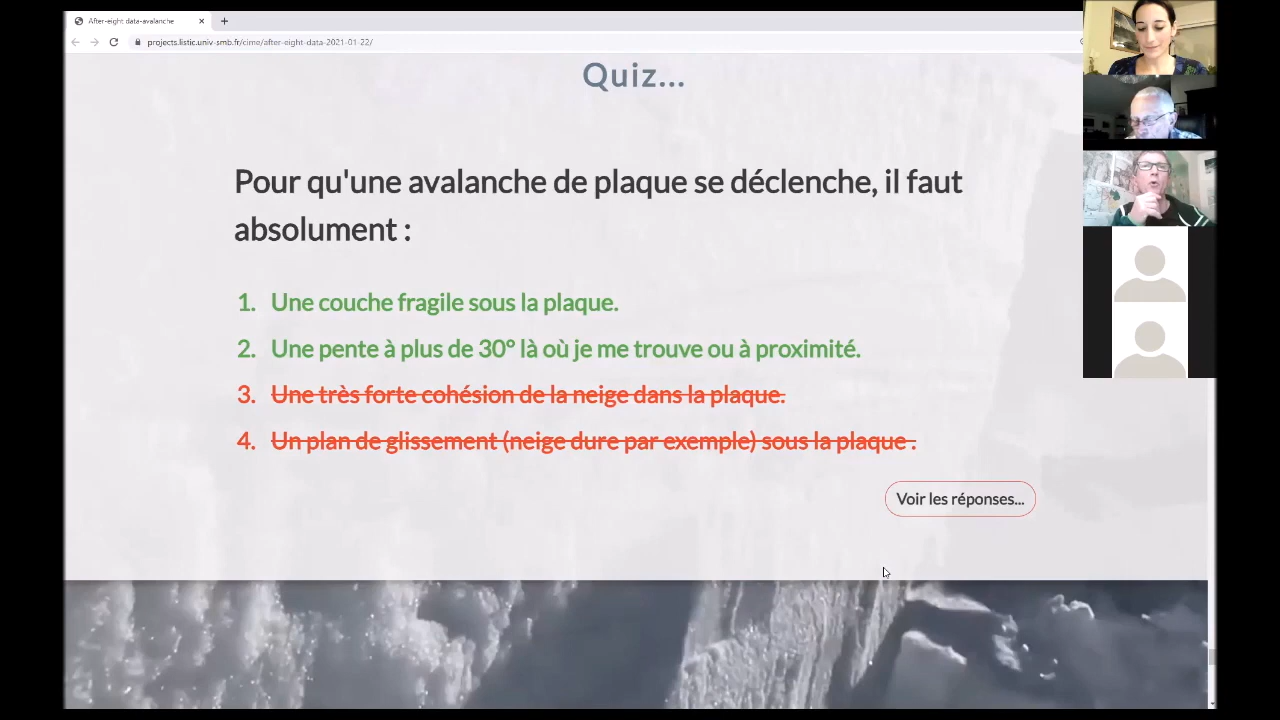 After-eight data-avalanche
projects.listic.univ-smb.fr/cime/after-eight-data-2021-01-22/
Quiz...
Pour qu'une avalanche de plaque se déclenche, il faut
absolument :
1. Une couche fragile sous la plaque.
2. Une pente à plus de 30° là où je me trouve ou à proximité.
3. Une très forte cohésion de la neige dans la plaque.
4. Un plan de glissement (neige dure par exemple) sous la plaque .
Voir les réponses...